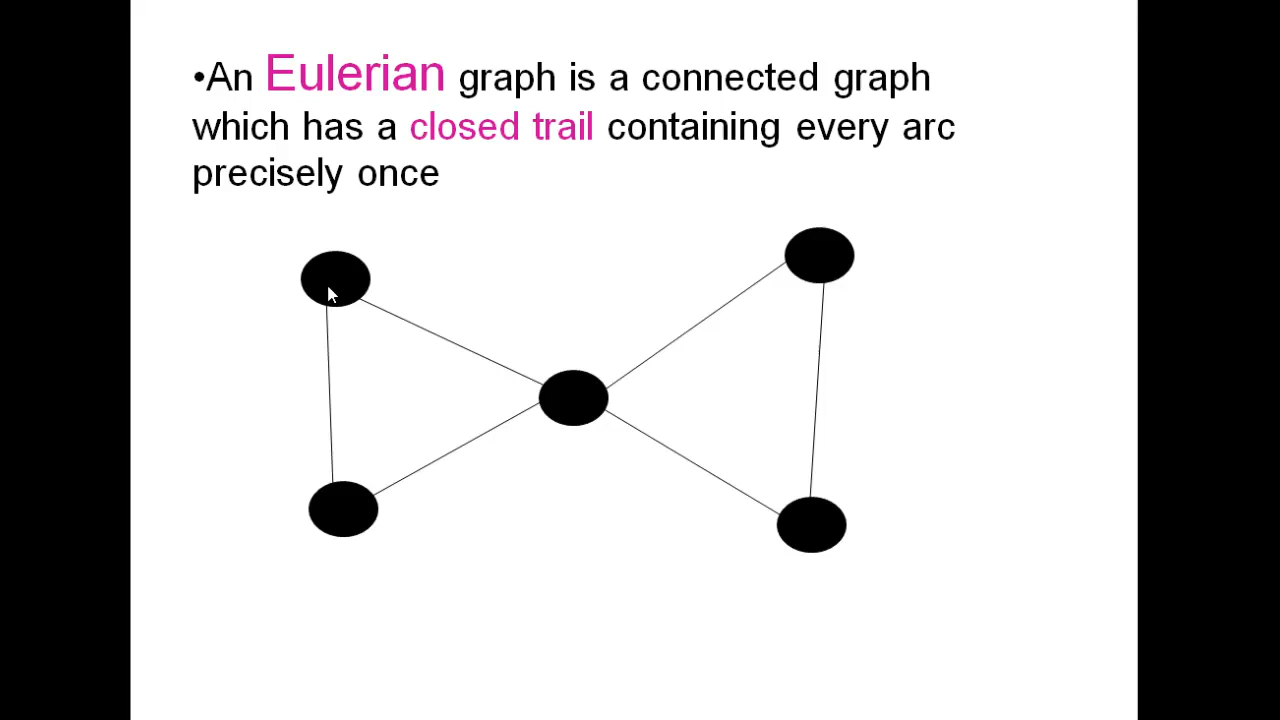 •An Eulerian graph is a connected graph
which has a closed trail containing every arc
precisely once